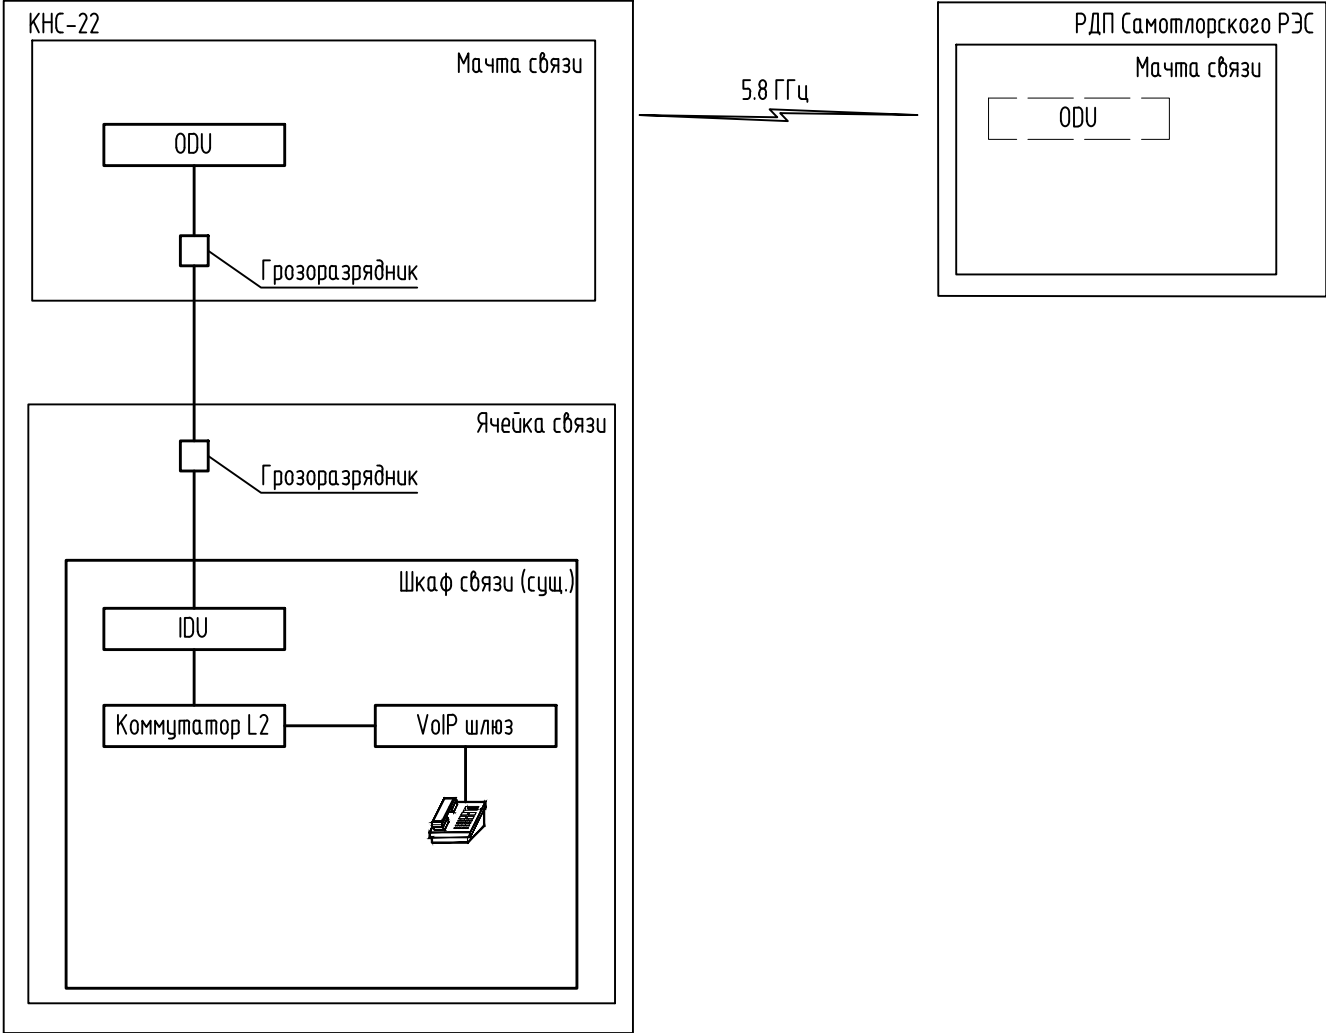 КНС-22
Мачта связи
ODU
Грозоразрядник
5.8 ГГц
РДП Самотлорского РЭС
Мачта связи
ODU
Ячейка связи
Грозоразрядник
Шкаф связи (сущ.)
IDU
Коммутатор L2
VoIP шлюз